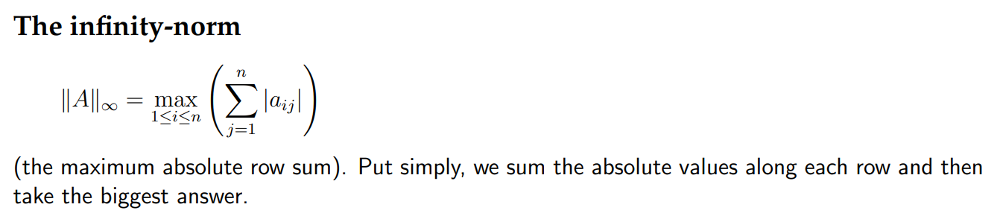 The infinity-norm
$$\|A\|_\infty = \max_{1 \le i \le n} \left( \sum_{j=1}^{n} |a_{ij}| \right)$$
(the maximum absolute row sum). Put simply, we sum the absolute values along each row and then
take the biggest answer.